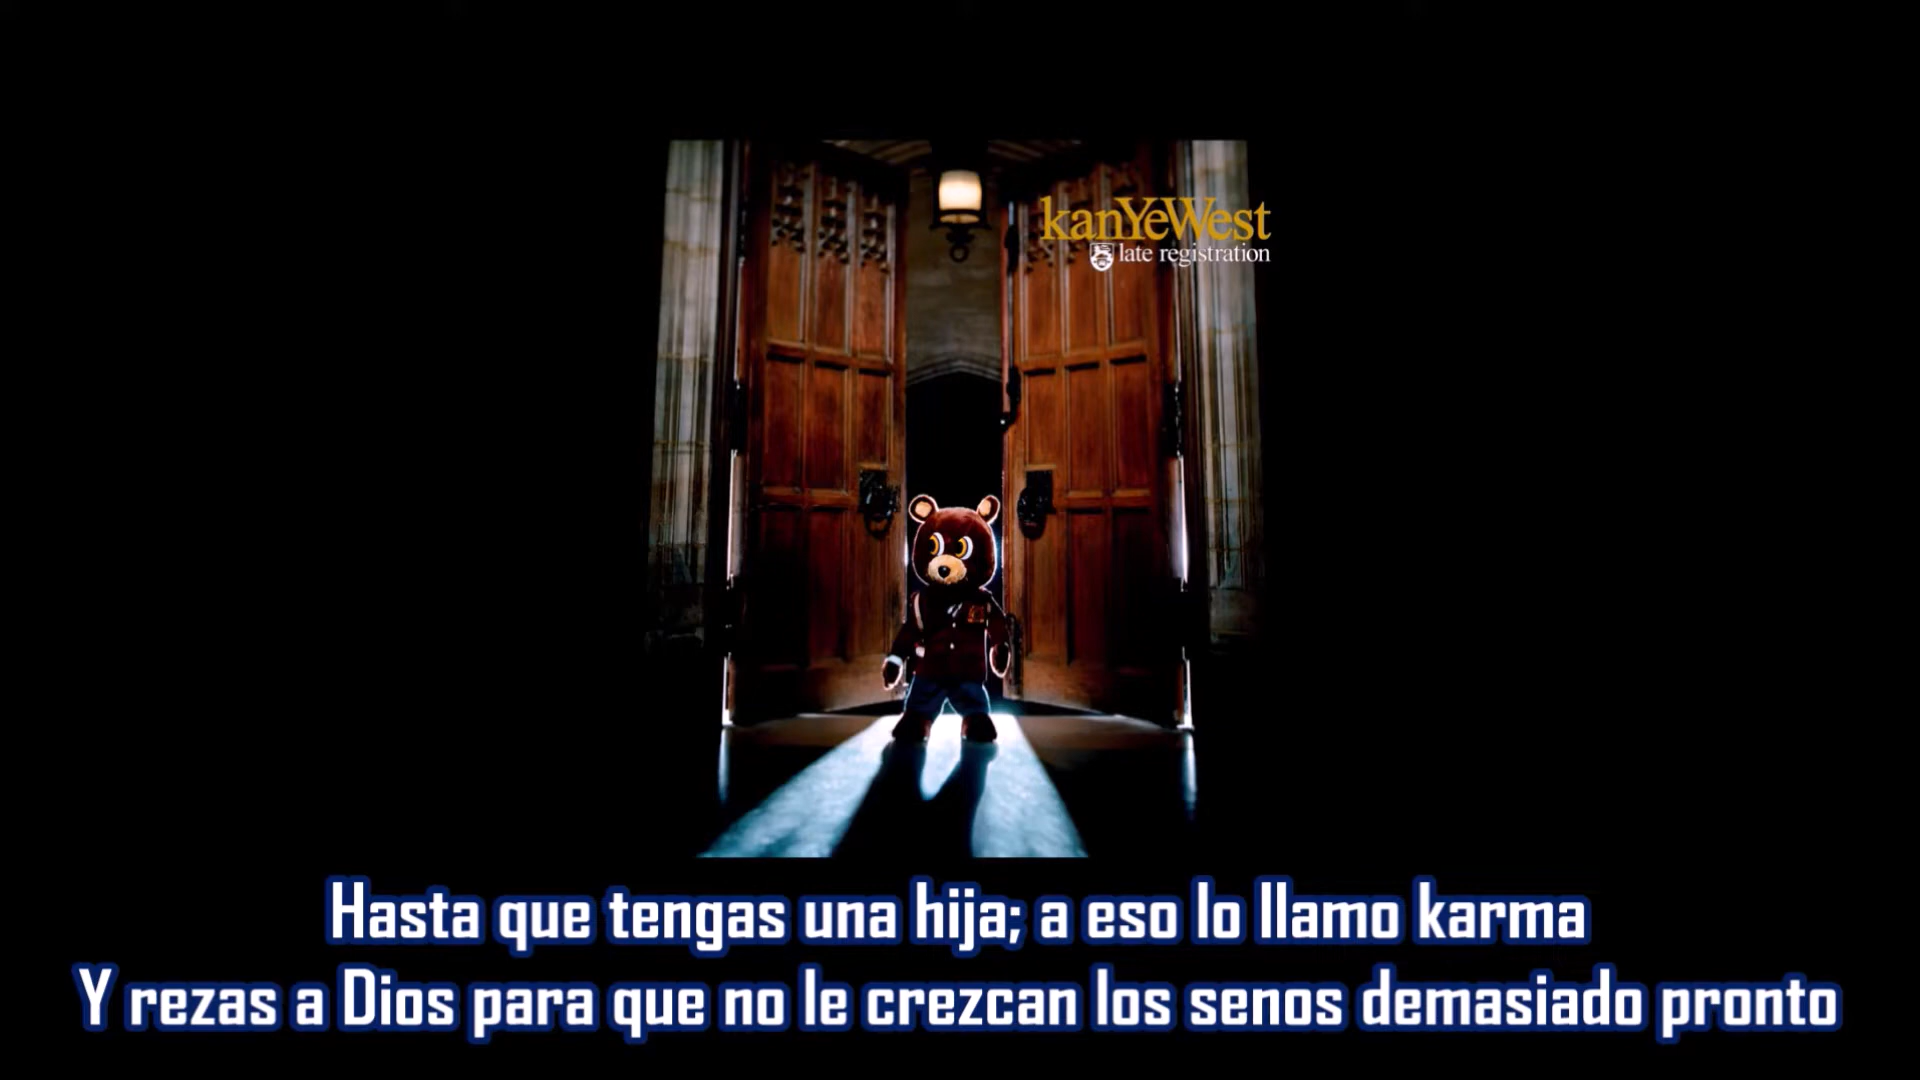 kanYeWest
late registration
Hasta que tengas una hija; a eso lo llamo karma
Y rezas a Dios para que no le crezcan los senos demasiado pronto